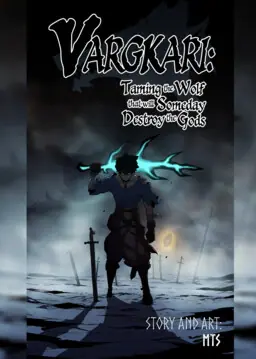 VARGKARI:
Taming the Wolf
that will Someday
Destroy the Gods
STORY AND ART:
MTS